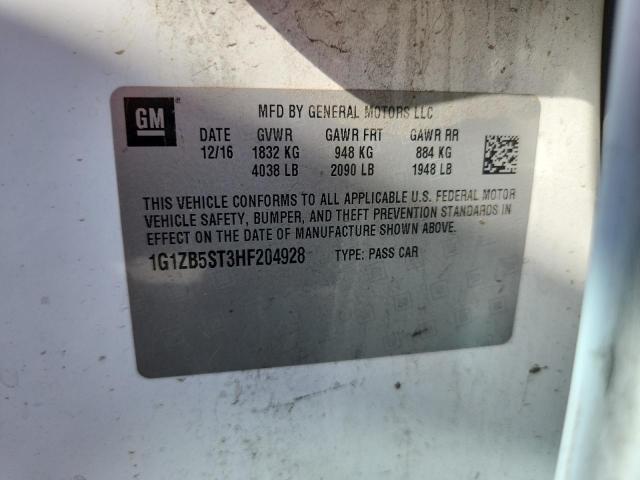 GM
MFD BY GENERAL MOTORS LLC
DATE GVWR GAWR FRT GAWR RR
12/16 1832 KG 948 KG 884 KG
4038 LB 2090 LB 1948 LB
THIS VEHICLE CONFORMS TO ALL APPLICABLE U.S. FEDERAL MOTOR
VEHICLE SAFETY, BUMPER, AND THEFT PREVENTION STANDARDS IN
EFFECT ON THE DATE OF MANUFACTURE SHOWN ABOVE.
1G1ZB5ST3HF204928 TYPE: PASS CAR